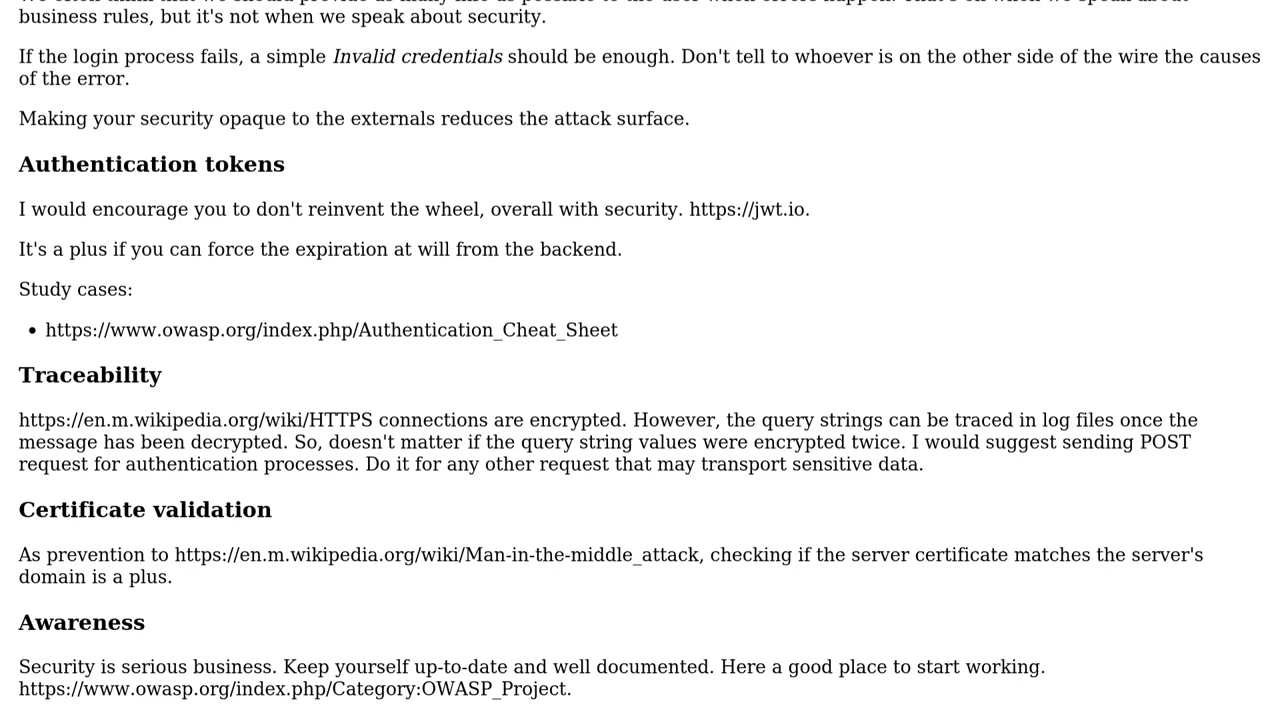 business rules, but it's not when we speak about security.
If the login process fails, a simple Invalid credentials should be enough. Don't tell to whoever is on the other side of the wire the causes
of the error.
Making your security opaque to the externals reduces the attack surface.
Authentication tokens
I would encourage you to don't reinvent the wheel, overall with security. https://jwt.io.
It's a plus if you can force the expiration at will from the backend.
Study cases:
• https://www.owasp.org/index.php/Authentication_Cheat_Sheet
Traceability
https://en.m.wikipedia.org/wiki/HTTPS connections are encrypted. However, the query strings can be traced in log files once the
message has been decrypted. So, doesn't matter if the query string values were encrypted twice. I would suggest sending POST
request for authentication processes. Do it for any other request that may transport sensitive data.
Certificate validation
As prevention to https://en.m.wikipedia.org/wiki/Man-in-the-middle_attack, checking if the server certificate matches the server's
domain is a plus.
Awareness
Security is serious business. Keep yourself up-to-date and well documented. Here a good place to start working.
https://www.owasp.org/index.php/Category:OWASP_Project.